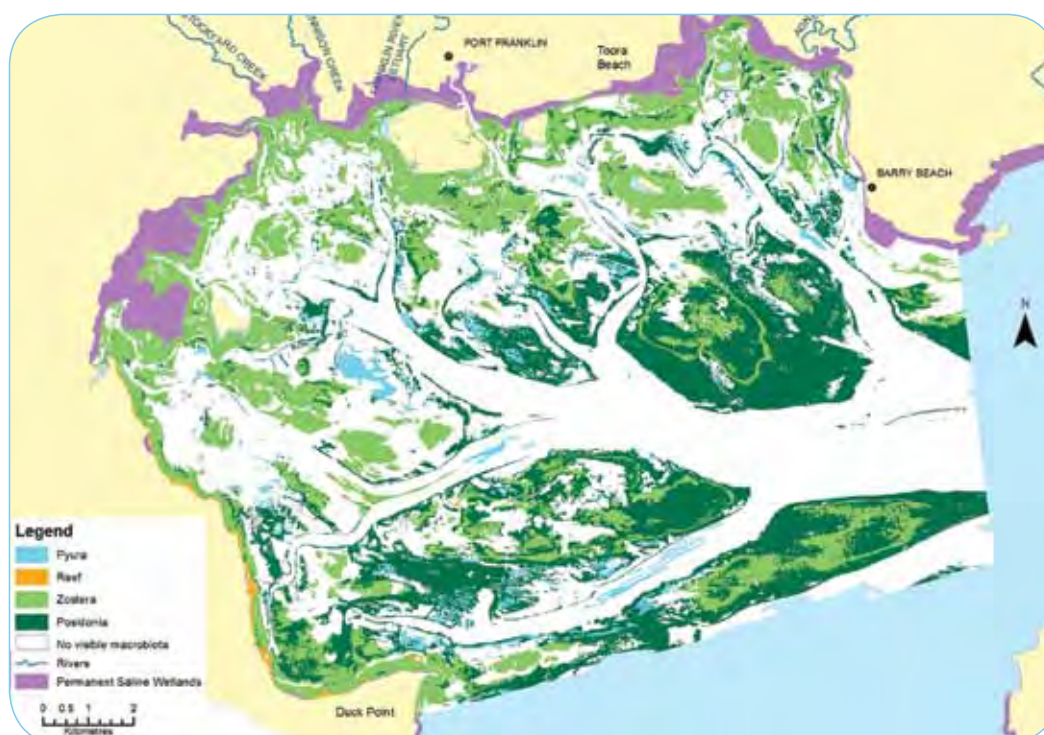 PORT FRANKLIN
Toora
Beach
BARRY BEACH
N
Legend
Pyura
Reef
Zostera
Posidonia
No visible macrobiota
Rivers
Permanent Saline Wetlands
0 0.5 1 2
Kilometres
Duck Point